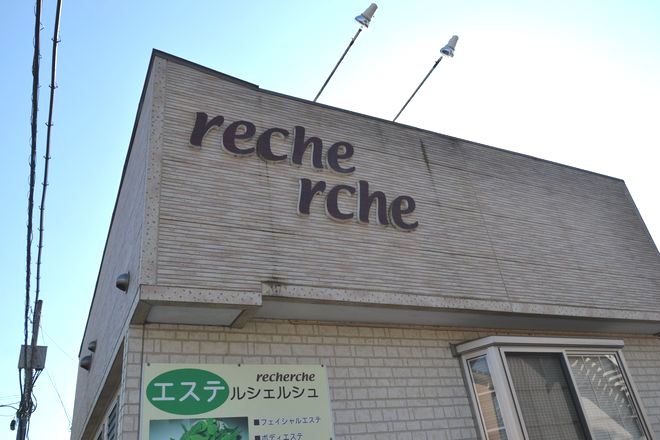 reche
rche
recherche
エステ ルシェルシュ
■フェイシャルエステ
■ボディエステ